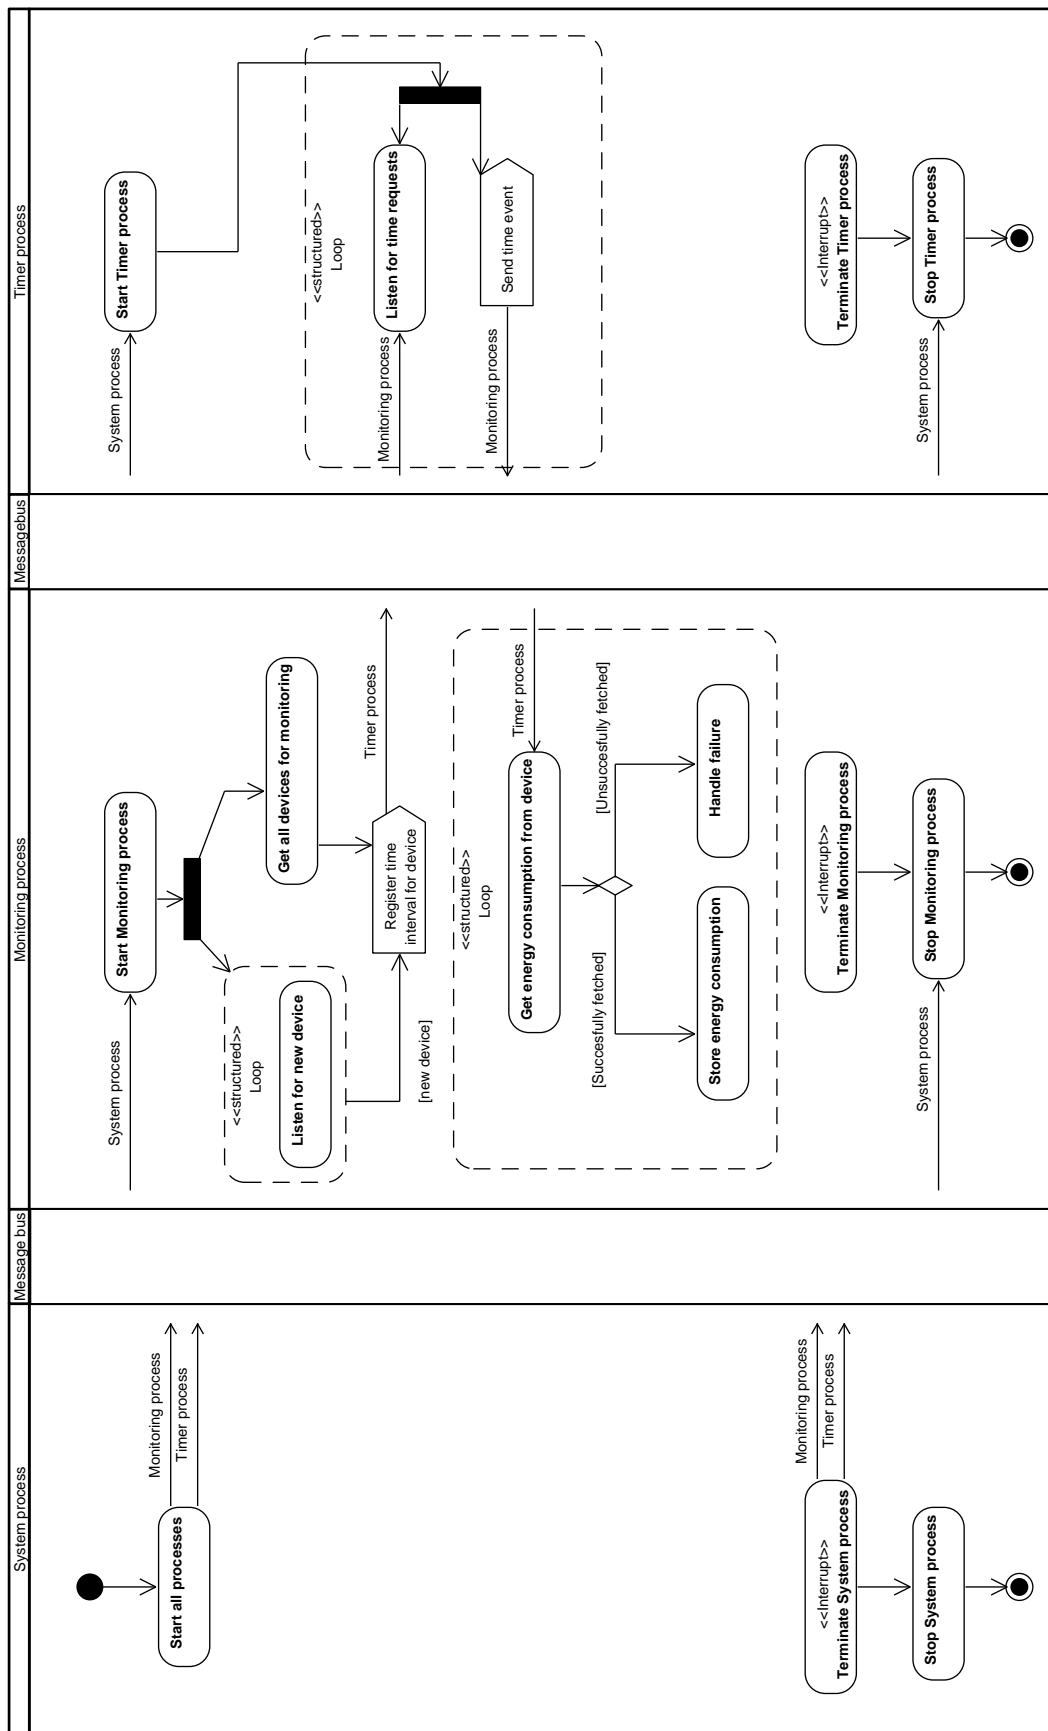 System process
Message bus
Monitoring process
Messagebus
Timer process
Start all processes
Monitoring process
Timer process
<<Interrupt>>
Terminate System process
Monitoring process
Timer process
Stop System process
System process
Start Monitoring process
<<structured>>
Loop
Listen for new device
Get all devices for monitoring
[new device]
Register time
interval for device
Timer process
<<structured>>
Loop
Timer process
Get energy consumption from device
[Succesfully fetched]
[Unsuccesfully fetched]
Store energy consumption
Handle failure
<<Interrupt>>
Terminate Monitoring process
System process
Stop Monitoring process
System process
Start Timer process
<<structured>>
Loop
Monitoring process
Listen for time requests
Monitoring process
Send time event
<<Interrupt>>
Terminate Timer process
System process
Stop Timer process